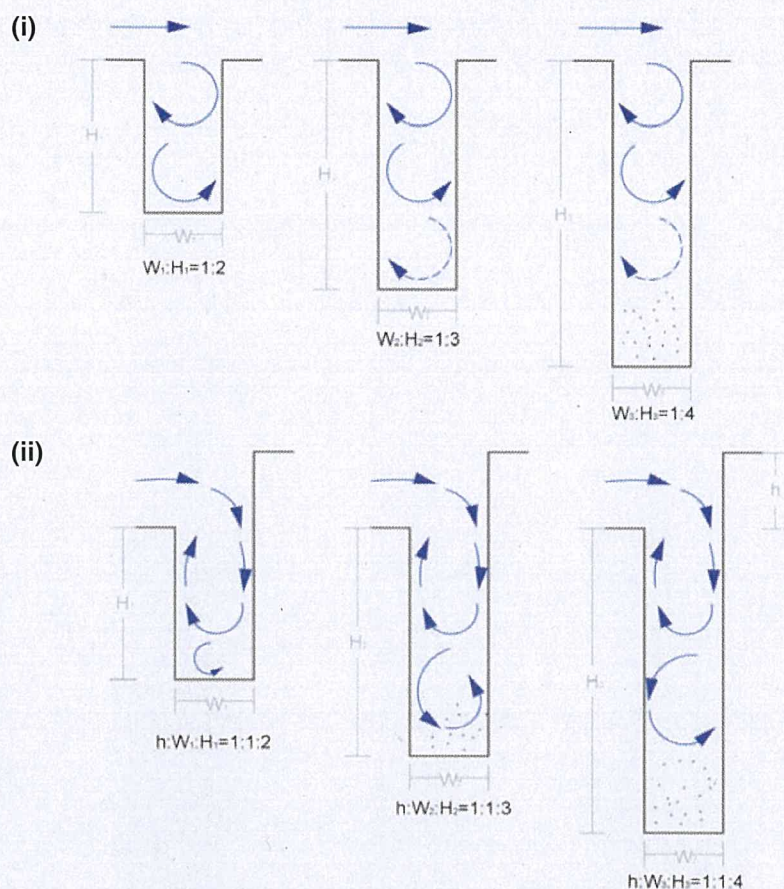 (i)
H₁
W₁
W₁:H₁=1:2
H₂
W₂
W₂:H₂=1:3
H₃
W₃
W₃:H₃=1:4
(ii)
H₁
W₁
h:W₁:H₁=1:1:2
H₂
W₂
h:W₂:H₂=1:1:3
h
H₃
W₃
h:W₃:H₃=1:1:4